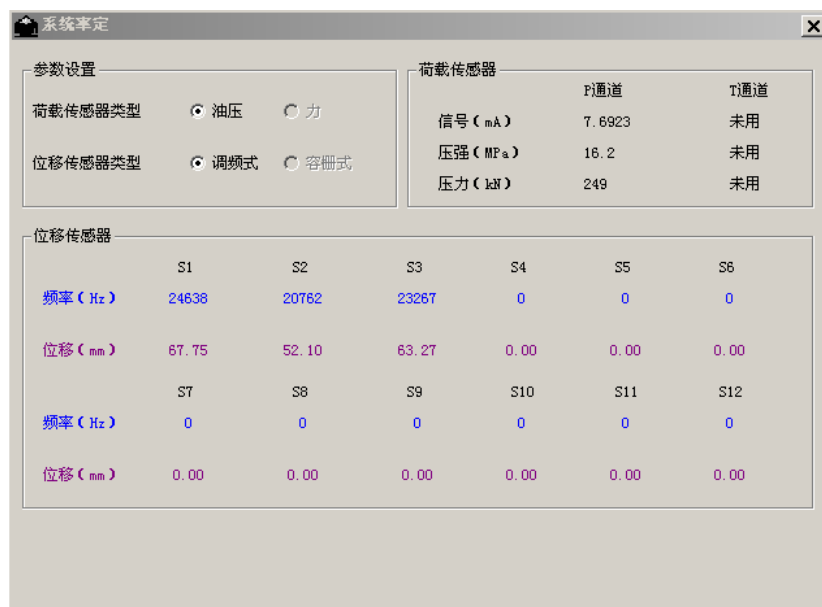 系统率定
参数设置
荷载传感器类型 油压 力
位移传感器类型 调频式 容栅式
荷载传感器
P通道 T通道
信号(mA) 7.6923 未用
压强(MPa) 16.2 未用
压力(kN) 249 未用
位移传感器
S1 S2 S3 S4 S5 S6
频率(Hz) 24638 20762 23267 0 0 0
位移(mm) 67.75 52.10 63.27 0.00 0.00 0.00
S7 S8 S9 S10 S11 S12
频率(Hz) 0 0 0 0 0 0
位移(mm) 0.00 0.00 0.00 0.00 0.00 0.00